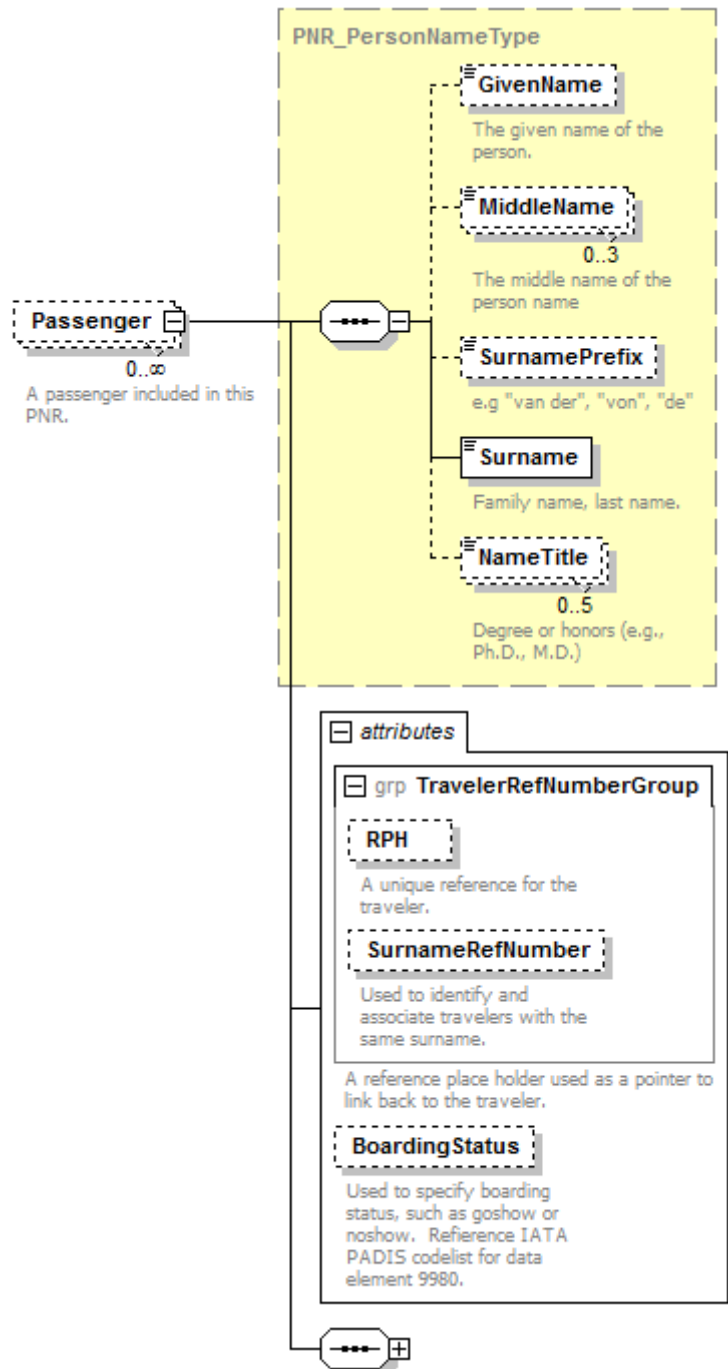 PNR_PersonNameType
GivenName
The given name of the
person.
MiddleName
0..3
The middle name of the
person name
Passenger
0..∞
A passenger included in this
PNR.
SurnamePrefix
e.g "van der", "von", "de"
Surname
Family name, last name.
NameTitle
0..5
Degree or honors (e.g.,
Ph.D., M.D.)
attributes
grp TravelerRefNumberGroup
RPH
A unique reference for the
traveler.
SurnameRefNumber
Used to identify and
associate travelers with the
same surname.
A reference place holder used as a pointer to
link back to the traveler.
BoardingStatus
Used to specify boarding
status, such as goshow or
noshow.  Refierence IATA
PADIS codelist for data
element 9980.